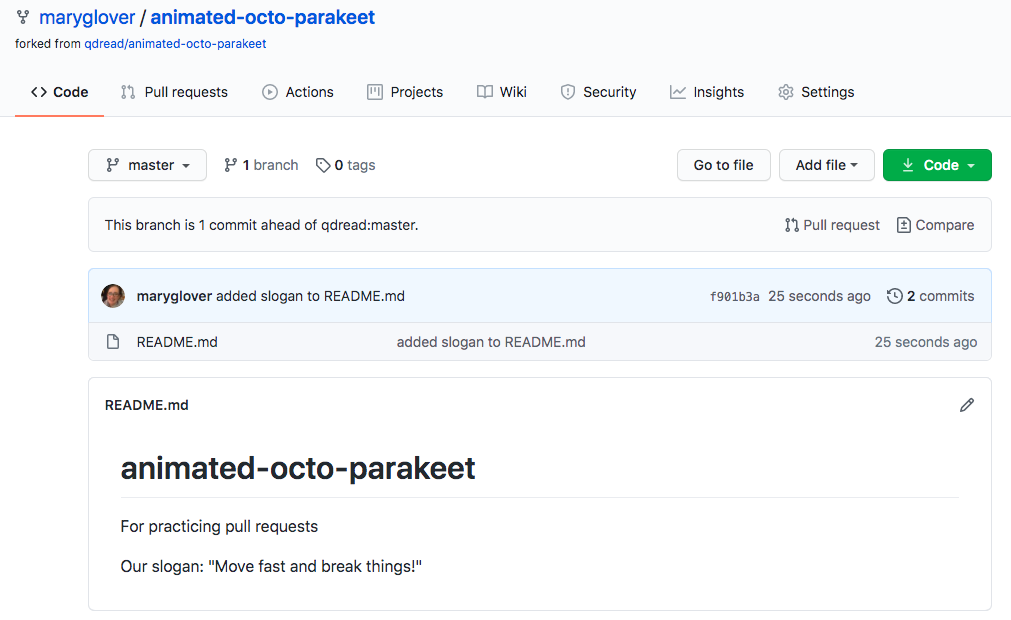 maryglover / animated-octo-parakeet
forked from qdread/animated-octo-parakeet
Code Pull requests Actions Projects Wiki Security Insights Settings
master 1 branch 0 tags Go to file Add file Code
This branch is 1 commit ahead of qdread:master. Pull request Compare
maryglover added slogan to README.md f901b3a 25 seconds ago 2 commits
README.md added slogan to README.md 25 seconds ago
README.md
animated-octo-parakeet
For practicing pull requests
Our slogan: "Move fast and break things!"